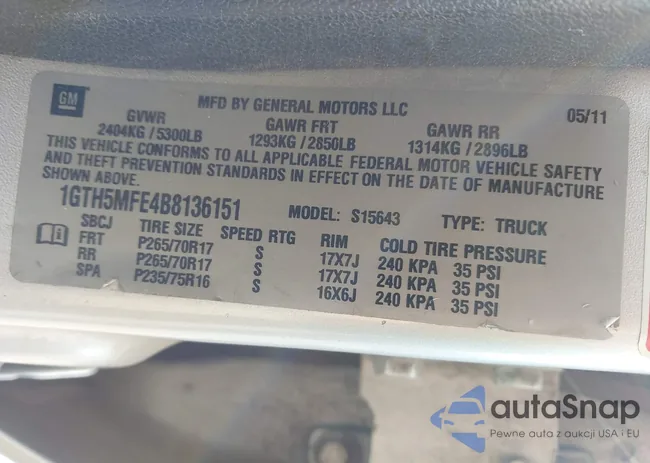 GM
MFD BY GENERAL MOTORS LLC
05/11
GVWR GAWR FRT GAWR RR
2404KG / 5300LB 1293KG / 2850LB 1314KG / 2896LB
THIS VEHICLE CONFORMS TO ALL APPLICABLE FEDERAL MOTOR VEHICLE SAFETY
AND THEFT PREVENTION STANDARDS IN EFFECT ON THE DATE OF MANUFACTURE
SHOWN ABOVE.
1GTH5MFE4B8136151 MODEL: S15643 TYPE: TRUCK
SBCJ TIRE SIZE SPEED RTG RIM COLD TIRE PRESSURE
FRT P265/70R17 S 17X7J 240 KPA 35 PSI
RR P265/70R17 S 17X7J 240 KPA 35 PSI
SPA P235/75R16 S 16X6J 240 KPA 35 PSI
autaSnap
Pewne auta z aukcji USA i EU